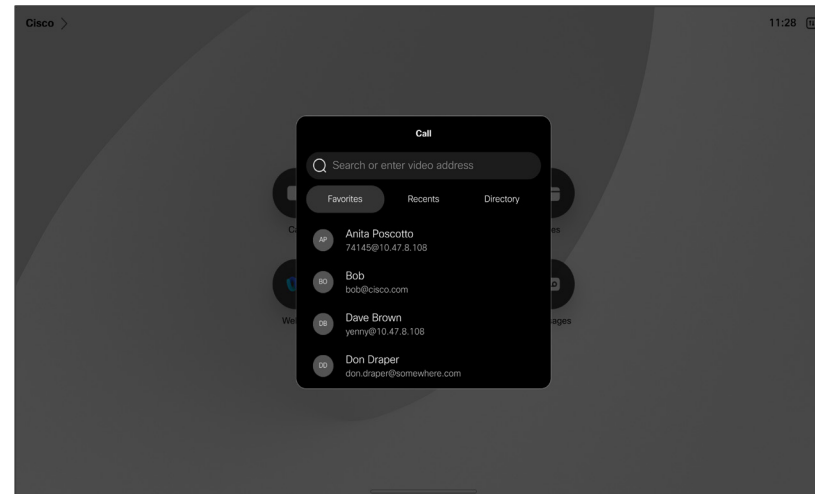 Cisco
11:28
Call
Search or enter video address
Favorites Recents Directory
AP Anita Poscotto
74145@10.47.8.108
BO Bob
bob@cisco.com
DB Dave Brown
yenny@10.47.8.108
DD Don Draper
don.draper@somewhere.com